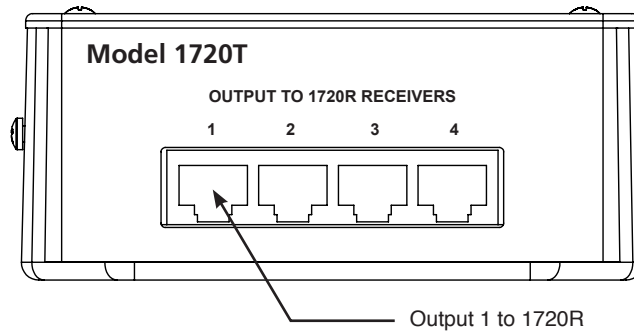 Model 1720T
OUTPUT TO 1720R RECEIVERS
1 2 3 4
Output 1 to 1720R